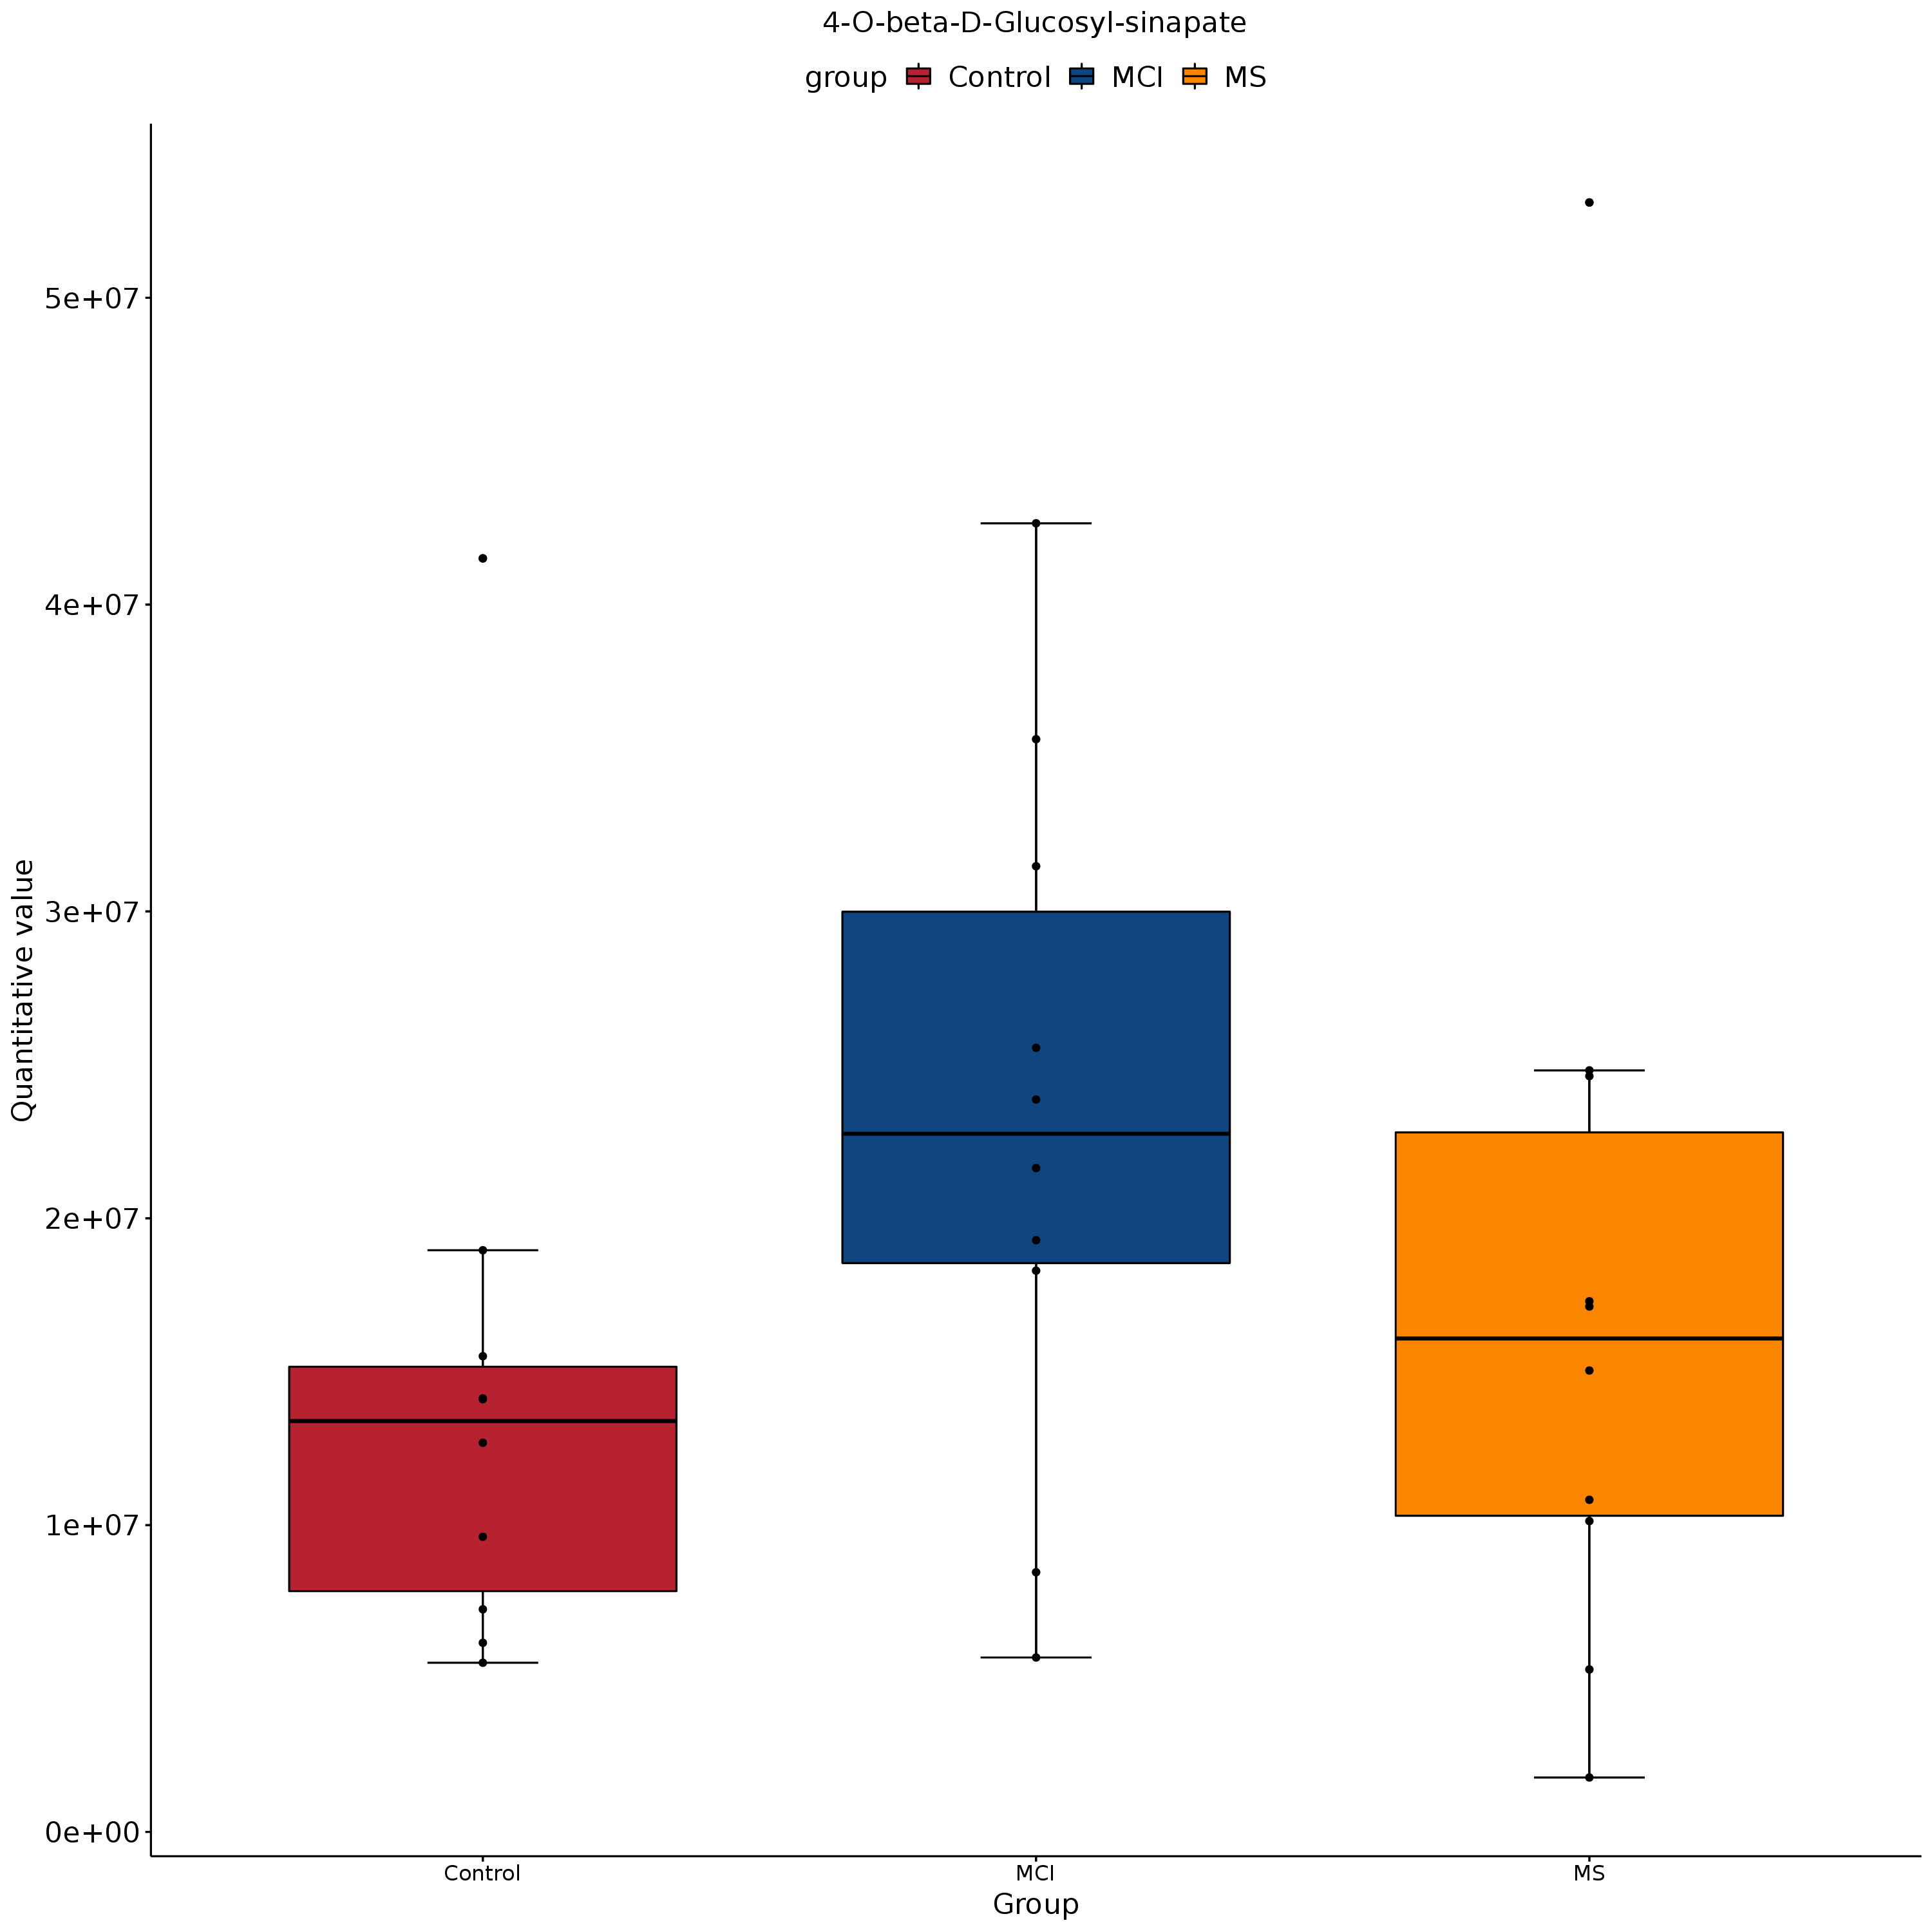 4-O-beta-D-Glucosyl-sinapate
group Control MCI MS
5e+07
4e+07
3e+07
2e+07
1e+07
0e+00
Quantitative value
Control MCI MS
Group